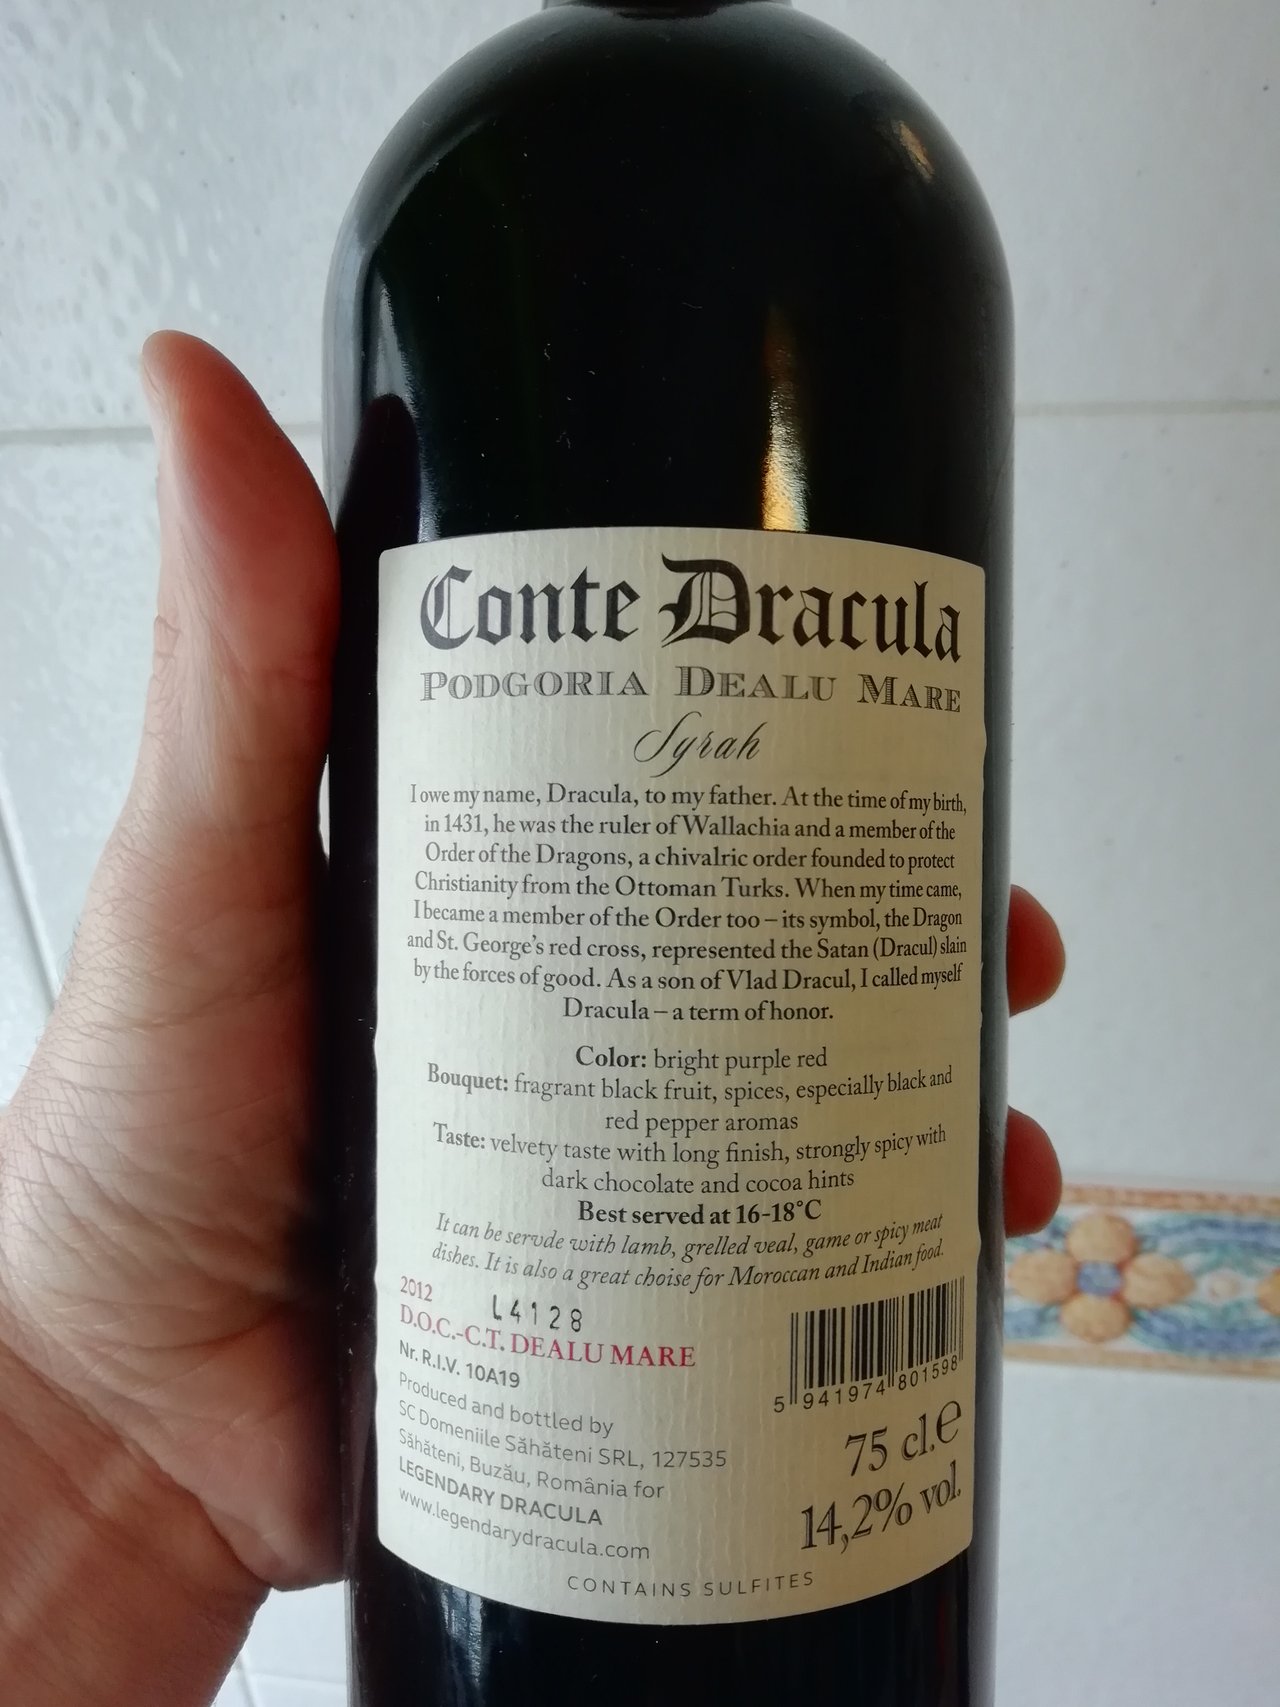 Conte Dracula
PODGORIA DEALU MARE
Syrah
I owe my name, Dracula, to my father. At the time of my birth,
in 1431, he was the ruler of Wallachia and a member of the
Order of the Dragons, a chivalric order founded to protect
Christianity from the Ottoman Turks. When my time came,
I became a member of the Order too – its symbol, the Dragon
and St. George's red cross, represented the Satan (Dracul) slain
by the forces of good. As a son of Vlad Dracul, I called myself
Dracula – a term of honor.
Color: bright purple red
Bouquet: fragrant black fruit, spices, especially black and
red pepper aromas
Taste: velvety taste with long finish, strongly spicy with
dark chocolate and cocoa hints
Best served at 16-18°C
It can be servde with lamb, grelled veal, game or spicy meat
dishes. It is also a great choise for Moroccan and Indian food.
2012
L4128
D.O.C.-C.T. DEALU MARE
Nr. R.I.V. 10A19
Produced and bottled by
SC Domeniile Săhăteni SRL, 127535
Săhăteni, Buzău, România for
LEGENDARY DRACULA
www.legendarydracula.com
5 941974 801598
75 cl.e
14,2% vol.
CONTAINS SULFITES